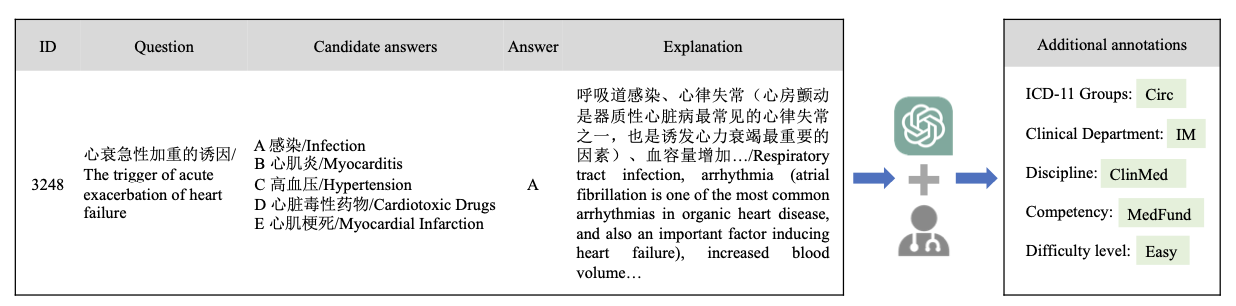 ID Question Candidate answers Answer Explanation
3248
心衰急性加重的诱因/
The trigger of acute
exacerbation of heart
failure
A 感染/Infection
B 心肌炎/Myocarditis
C 高血压/Hypertension
D 心脏毒性药物/Cardiotoxic Drugs
E 心肌梗死/Myocardial Infarction
A
呼吸道感染、心律失常（心房颤动
是器质性心脏病最常见的心律失常
之一，也是诱发心力衰竭最重要的
因素）、血容量增加…/Respiratory
tract infection, arrhythmia (atrial
fibrillation is one of the most common
arrhythmias in organic heart disease,
and also an important factor inducing
heart failure), increased blood
volume…
Additional annotations
ICD-11 Groups: Circ
Clinical Department: IM
Discipline: ClinMed
Competency: MedFund
Difficulty level: Easy